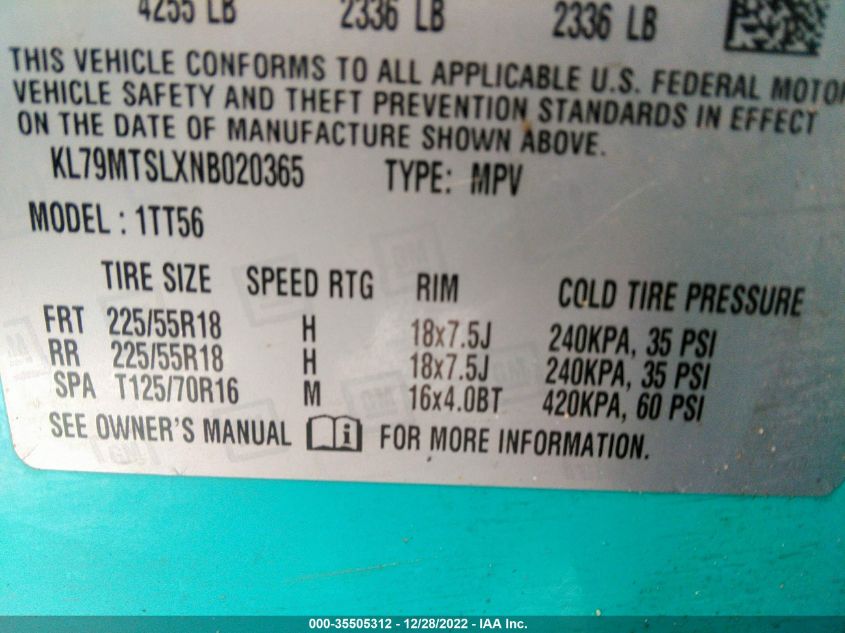 4255 LB 2336 LB 2336 LB
THIS VEHICLE CONFORMS TO ALL APPLICABLE U.S. FEDERAL MOTOR
VEHICLE SAFETY AND THEFT PREVENTION STANDARDS IN EFFECT
ON THE DATE OF MANUFACTURE SHOWN ABOVE.
KL79MTSLXNB020365 TYPE: MPV
MODEL : 1TT56
TIRE SIZE SPEED RTG RIM COLD TIRE PRESSURE
FRT 225/55R18 H 18x7.5J 240KPA, 35 PSI
RR 225/55R18 H 18x7.5J 240KPA, 35 PSI
SPA T125/70R16 M 16x4.0BT 420KPA, 60 PSI
SEE OWNER'S MANUAL i FOR MORE INFORMATION.
000-35505312 - 12/28/2022 - IAA Inc.